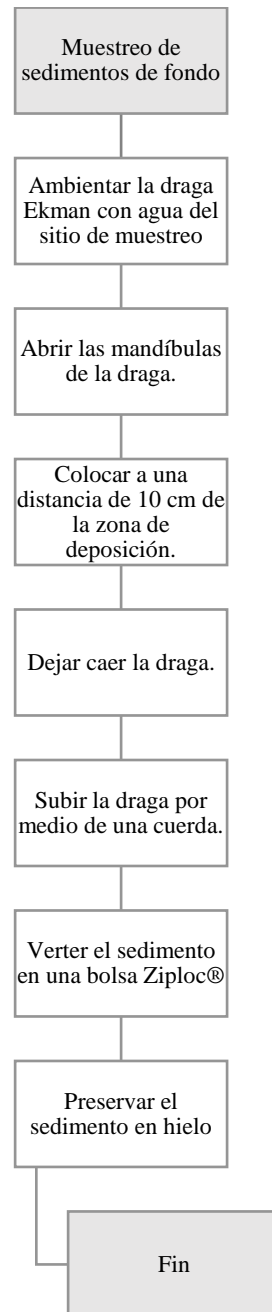 Muestreo de
sedimentos de fondo
Ambientar la draga
Ekman con agua del
sitio de muestreo
Abrir las mandíbulas
de la draga.
Colocar a una
distancia de 10 cm de
la zona de
deposición.
Dejar caer la draga.
Subir la draga por
medio de una cuerda.
Verter el sedimento
en una bolsa Ziploc®
Preservar el
sedimento en hielo
Fin